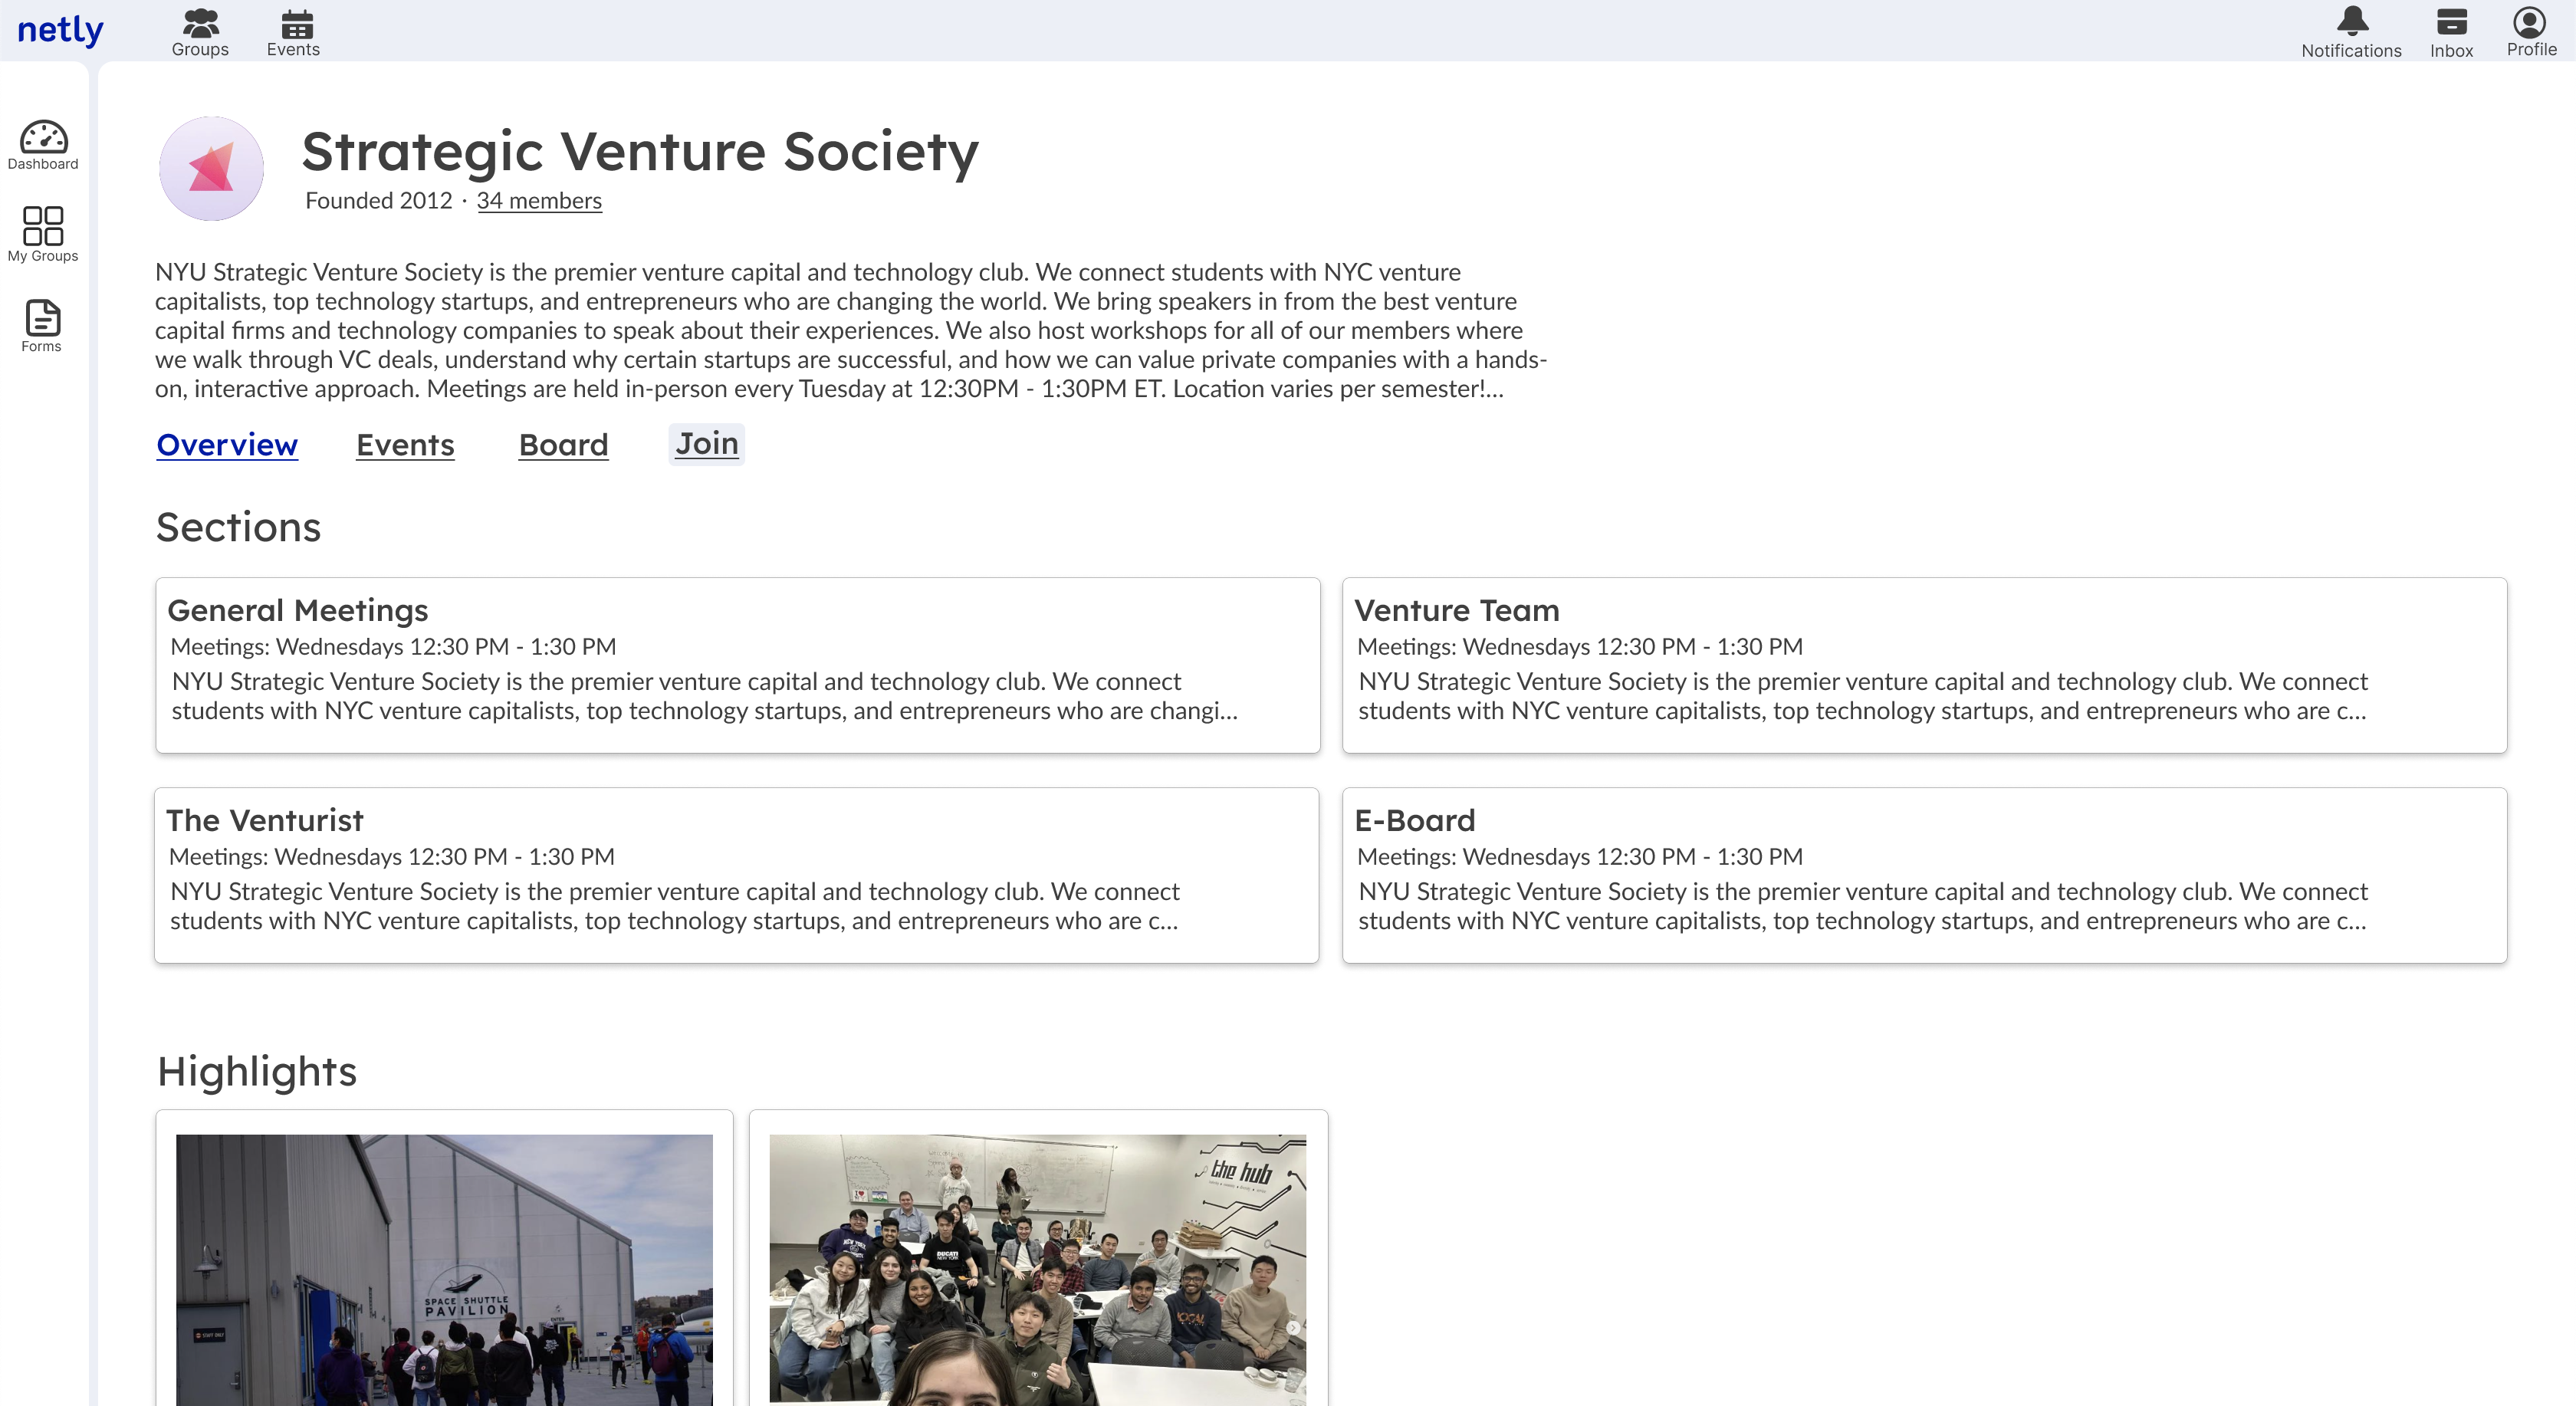 netly
Groups
Events
Notifications
Inbox
Profile
Dashboard
My Groups
Forms
Strategic Venture Society
Founded 2012 · 34 members
NYU Strategic Venture Society is the premier venture capital and technology club. We connect students with NYC venture
capitalists, top technology startups, and entrepreneurs who are changing the world. We bring speakers in from the best venture
capital firms and technology companies to speak about their experiences. We also host workshops for all of our members where
we walk through VC deals, understand why certain startups are successful, and how we can value private companies with a hands-
on, interactive approach. Meetings are held in-person every Tuesday at 12:30PM - 1:30PM ET. Location varies per semester!...
Overview
Events
Board
Join
Sections
General Meetings
Meetings: Wednesdays 12:30 PM - 1:30 PM
NYU Strategic Venture Society is the premier venture capital and technology club. We connect
students with NYC venture capitalists, top technology startups, and entrepreneurs who are changi...
Venture Team
Meetings: Wednesdays 12:30 PM - 1:30 PM
NYU Strategic Venture Society is the premier venture capital and technology club. We connect
students with NYC venture capitalists, top technology startups, and entrepreneurs who are c...
The Venturist
Meetings: Wednesdays 12:30 PM - 1:30 PM
NYU Strategic Venture Society is the premier venture capital and technology club. We connect
students with NYC venture capitalists, top technology startups, and entrepreneurs who are c...
E-Board
Meetings: Wednesdays 12:30 PM - 1:30 PM
NYU Strategic Venture Society is the premier venture capital and technology club. We connect
students with NYC venture capitalists, top technology startups, and entrepreneurs who are c...
Highlights
SPACE SHUTTLE
PAVILION
ENTER
STAFF ONLY
the hub
NEW YORK
DUCATI